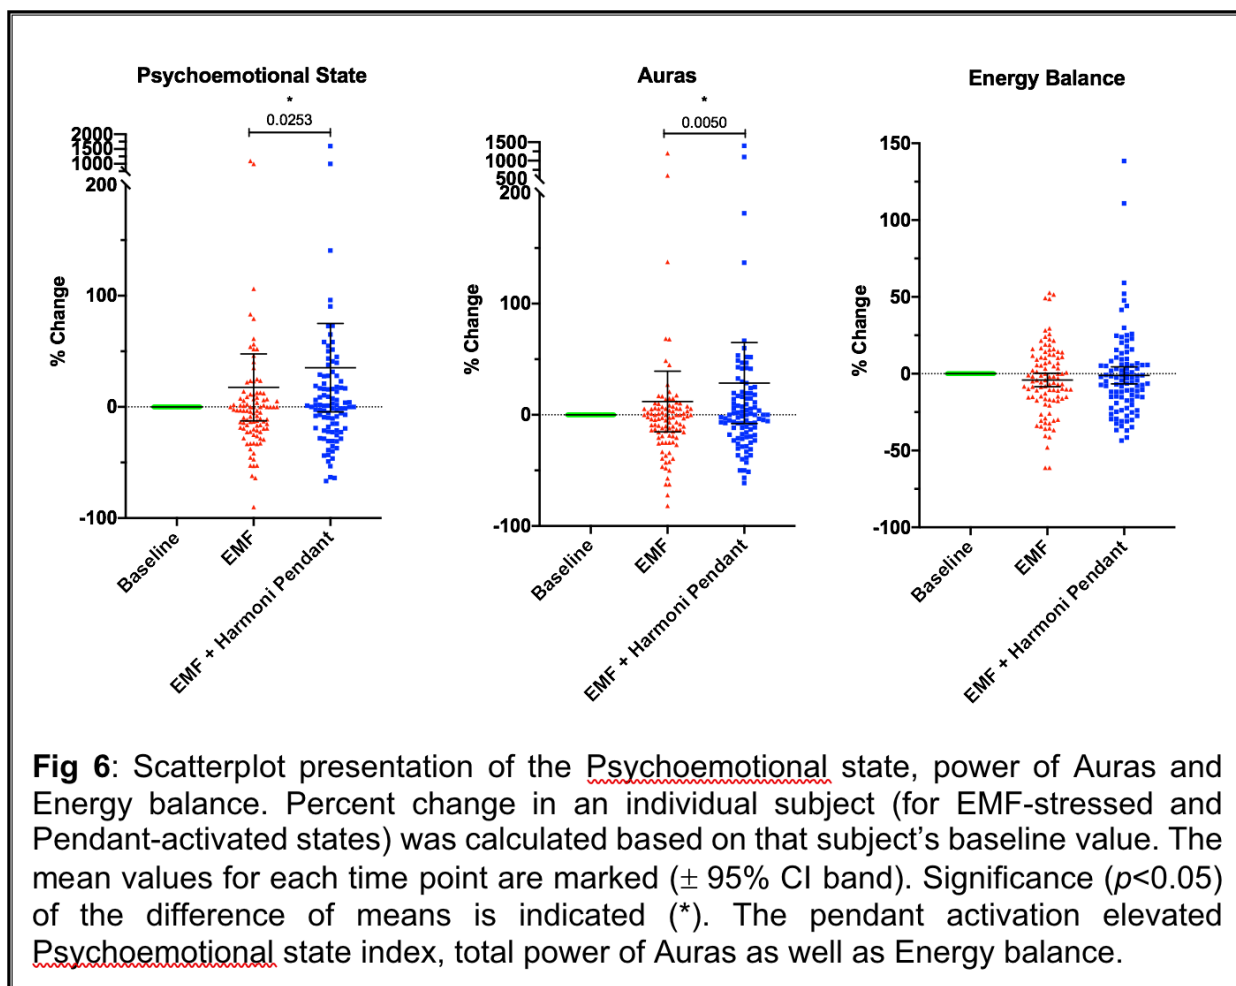 Psychoemotional State
Auras
Energy Balance
*
0.0253
*
0.0050
2000
1500
1000
200
100
0
-100
% Change
Baseline
EMF
EMF + Harmoni Pendant
1500
1000
500
200
100
0
-100
% Change
Baseline
EMF
EMF + Harmoni Pendant
150
100
50
0
-50
-100
% Change
Baseline
EMF
EMF + Harmoni Pendant
Fig 6: Scatterplot presentation of the Psychoemotional state, power of Auras and
Energy balance. Percent change in an individual subject (for EMF-stressed and
Pendant-activated states) was calculated based on that subject's baseline value. The
mean values for each time point are marked (± 95% CI band). Significance (p<0.05)
of the difference of means is indicated (*). The pendant activation elevated
Psychoemotional state index, total power of Auras as well as Energy balance.